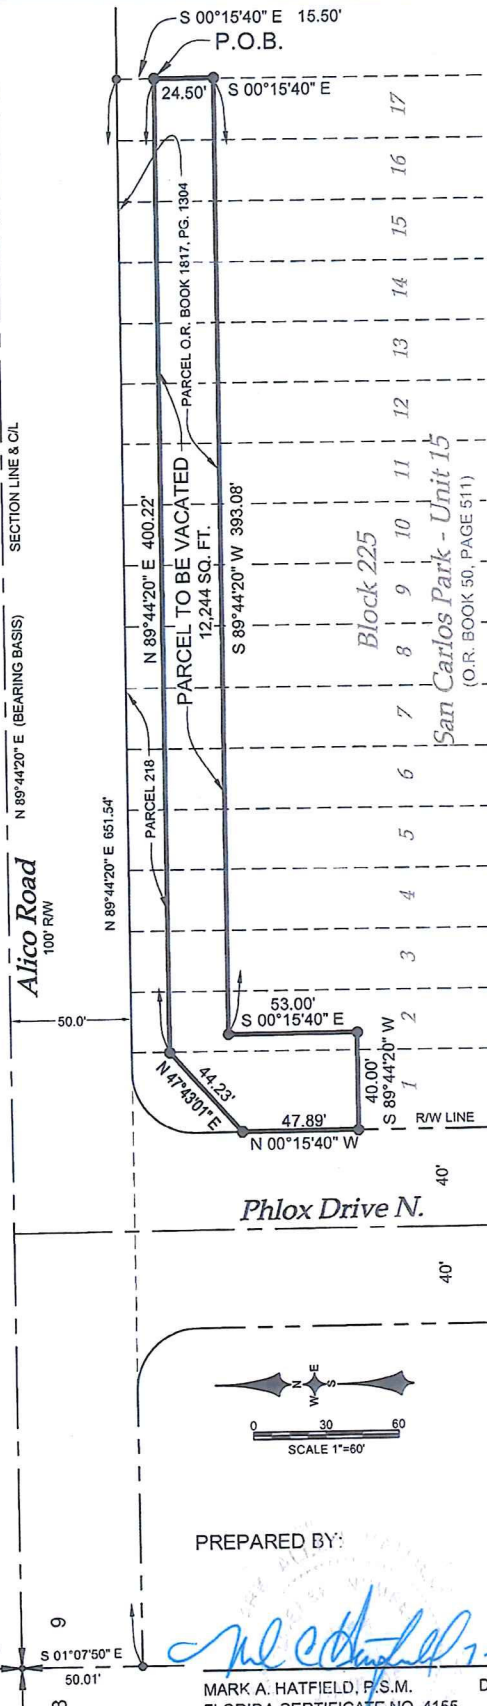 S 00°15'40" E 15.50'
P.O.B.
24.50'
S 00°15'40" E
17
16
15
14
13
12
11
10
9
8
7
6
5
4
3
2
1
PARCEL O.R. BOOK 1817, PG. 1304
SECTION LINE & C/L
N 89°44'20" E (BEARING BASIS)
N 89°44'20" E 400.22'
PARCEL TO BE VACATED
12,244 SQ. FT.
S 89°44'20" W 393.08'
Block 225
San Carlos Park - Unit 15
(O.R. BOOK 50, PAGE 511)
PARCEL 218
N 89°44'20" E 651.54'
Alico Road
100' R/W
50.0'
53.00'
S 00°15'40" E
44.23'
N 47°43'01" E
40.00'
S 89°44'20" W
47.89'
N 00°15'40" W
R/W LINE
Phlox Drive N.
40'
40'
N
E
W
S
0 30 60
SCALE 1"=60'
PREPARED BY:
9
S 01°07'50" E
50.01'
MARK A. HATFIELD, P.S.M. D
FLORIDA CERTIFICATE NO. 4155